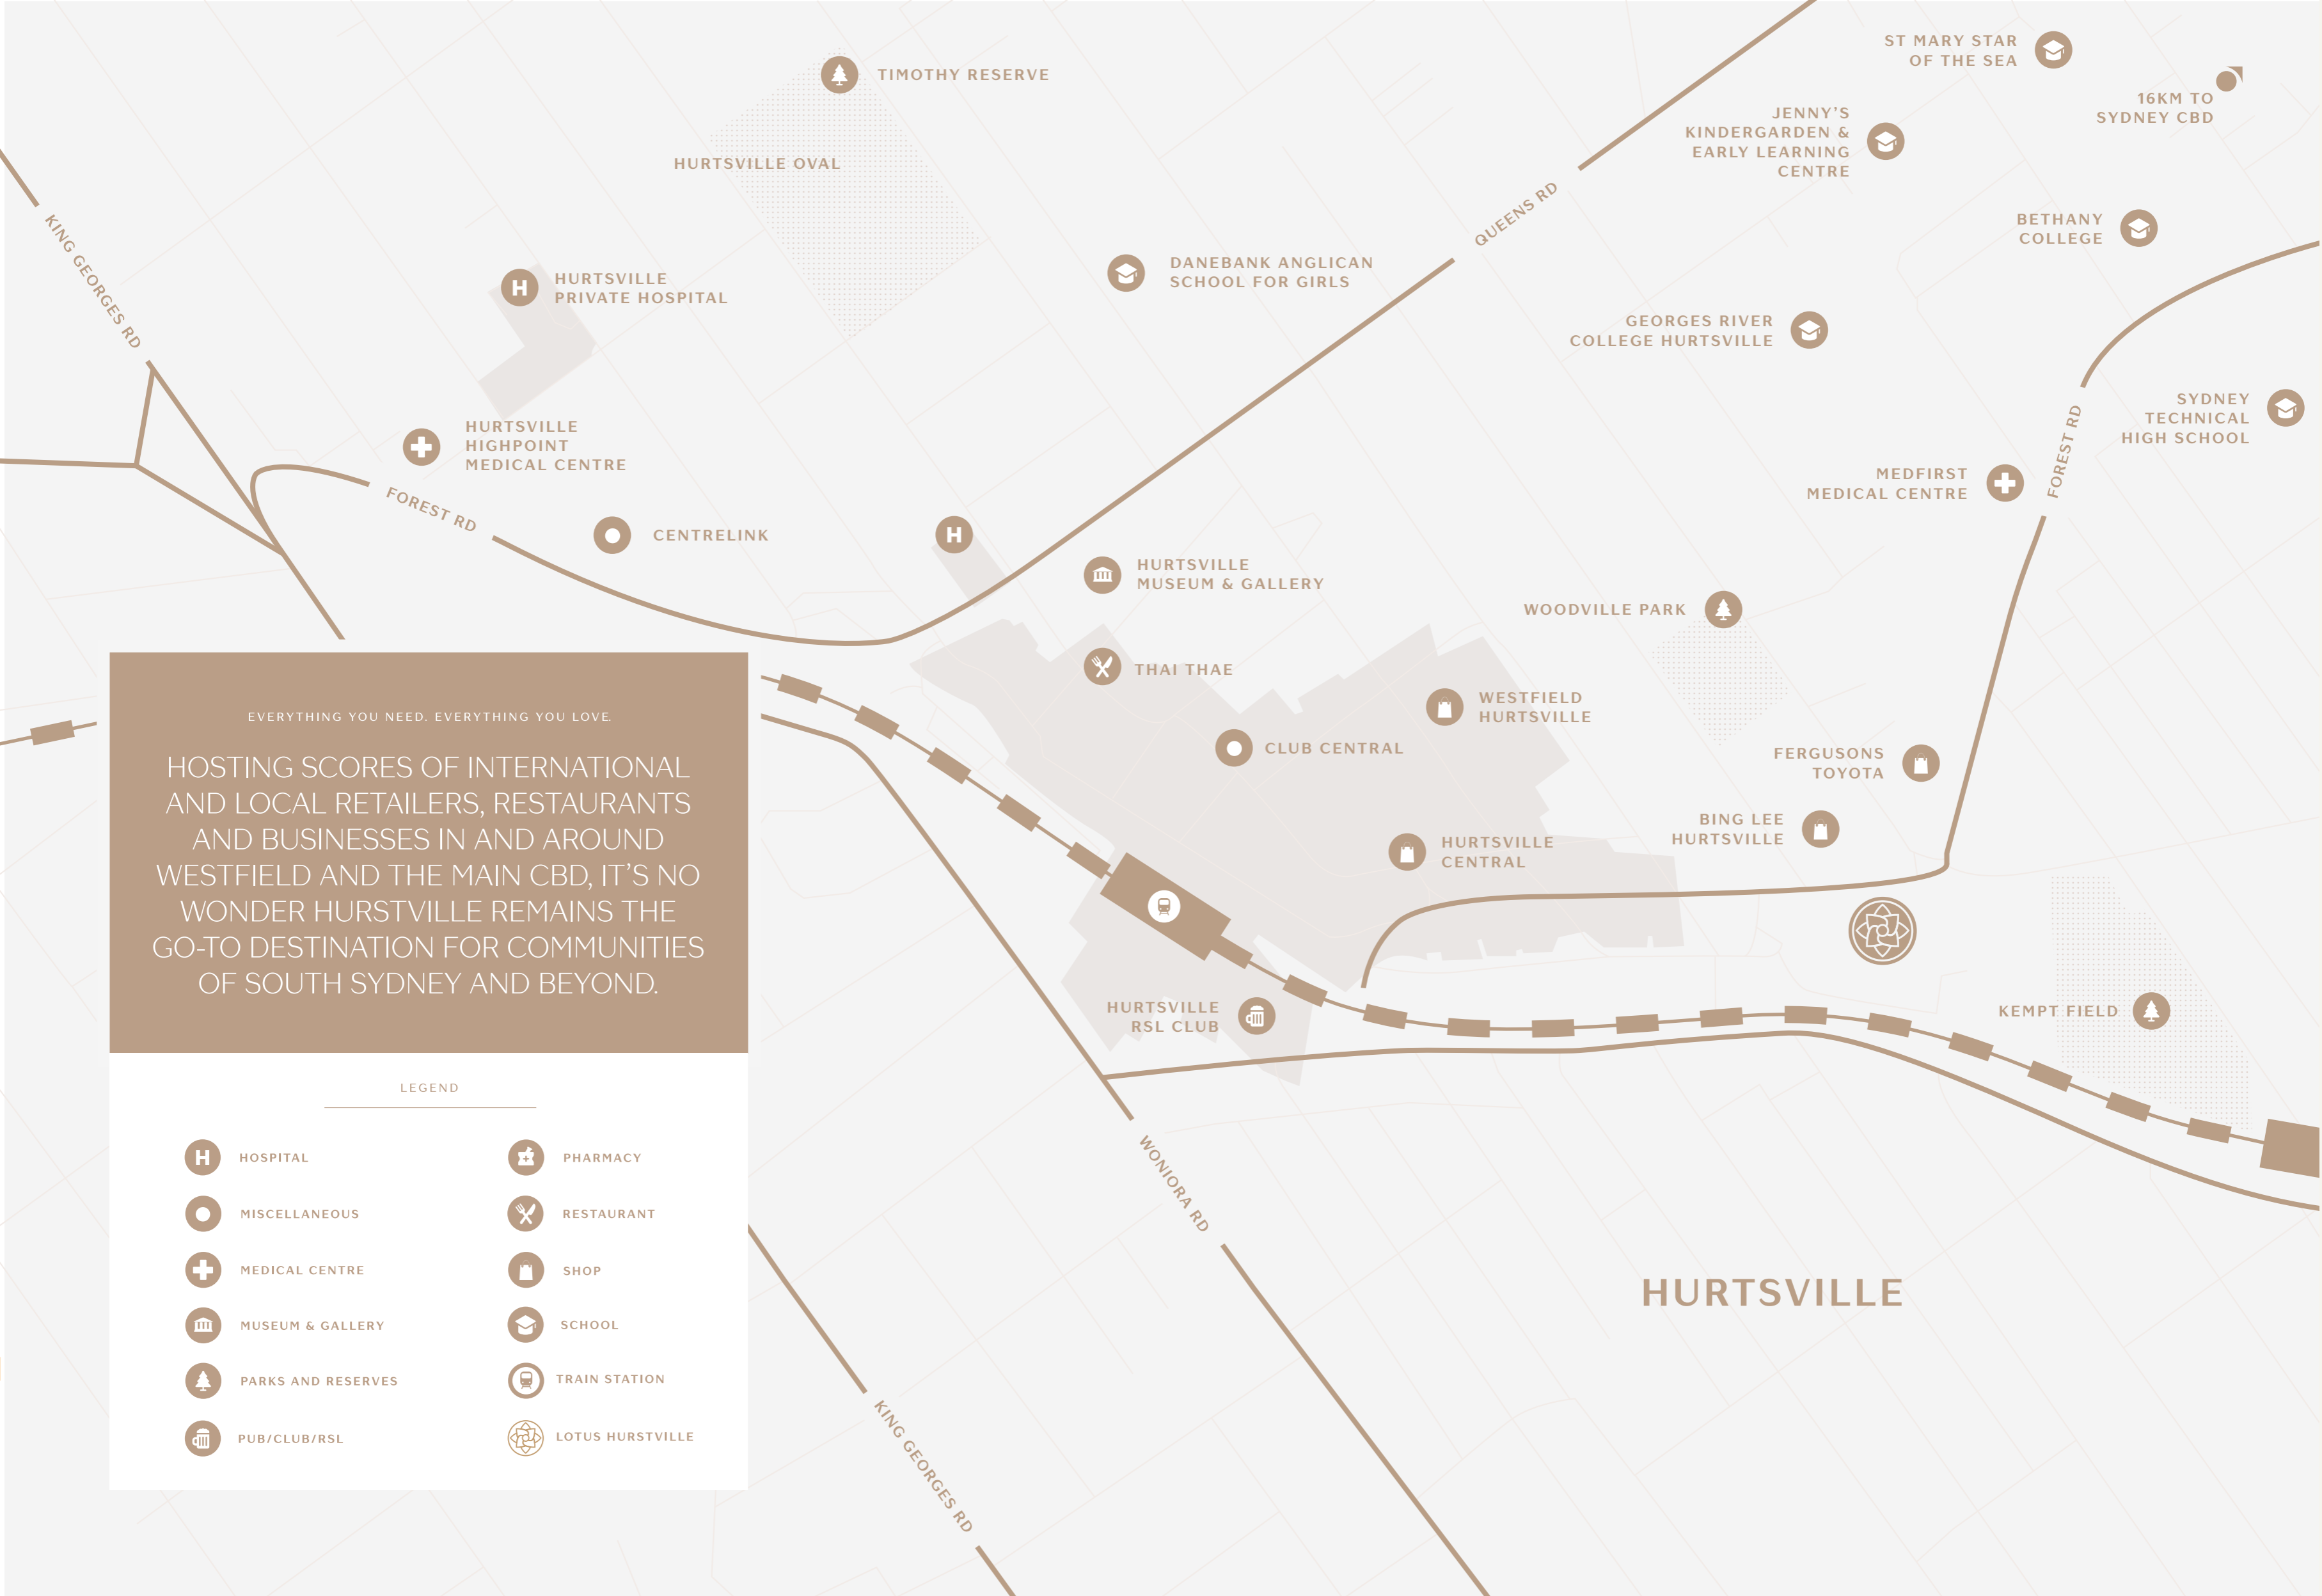 TIMOTHY RESERVE
HURTSVILLE OVAL
ST MARY STAR
OF THE SEA
16KM TO
SYDNEY CBD
JENNY'S
KINDERGARDEN &
EARLY LEARNING
CENTRE
QUEENS RD
BETHANY
COLLEGE
KING GEORGES RD
HURTSVILLE
PRIVATE HOSPITAL
DANEBANK ANGLICAN
SCHOOL FOR GIRLS
GEORGES RIVER
COLLEGE HURTSVILLE
SYDNEY
TECHNICAL
HIGH SCHOOL
FOREST RD
HURTSVILLE
HIGHPOINT
MEDICAL CENTRE
MEDFIRST
MEDICAL CENTRE
FOREST RD
CENTRELINK
H
H
HURTSVILLE
MUSEUM & GALLERY
WOODVILLE PARK
THAI THAE
WESTFIELD
HURTSVILLE
CLUB CENTRAL
FERGUSONS
TOYOTA
BING LEE
HURTSVILLE
HURTSVILLE
CENTRAL
HURTSVILLE
RSL CLUB
KEMPT FIELD
WONIORA RD
HURTSVILLE
KING GEORGES RD
EVERYTHING YOU NEED. EVERYTHING YOU LOVE.
HOSTING SCORES OF INTERNATIONAL
AND LOCAL RETAILERS, RESTAURANTS
AND BUSINESSES IN AND AROUND
WESTFIELD AND THE MAIN CBD, IT'S NO
WONDER HURSTVILLE REMAINS THE
GO-TO DESTINATION FOR COMMUNITIES
OF SOUTH SYDNEY AND BEYOND.
LEGEND
H HOSPITAL
MISCELLANEOUS
MEDICAL CENTRE
MUSEUM & GALLERY
PARKS AND RESERVES
PUB/CLUB/RSL
PHARMACY
RESTAURANT
SHOP
SCHOOL
TRAIN STATION
LOTUS HURSTVILLE